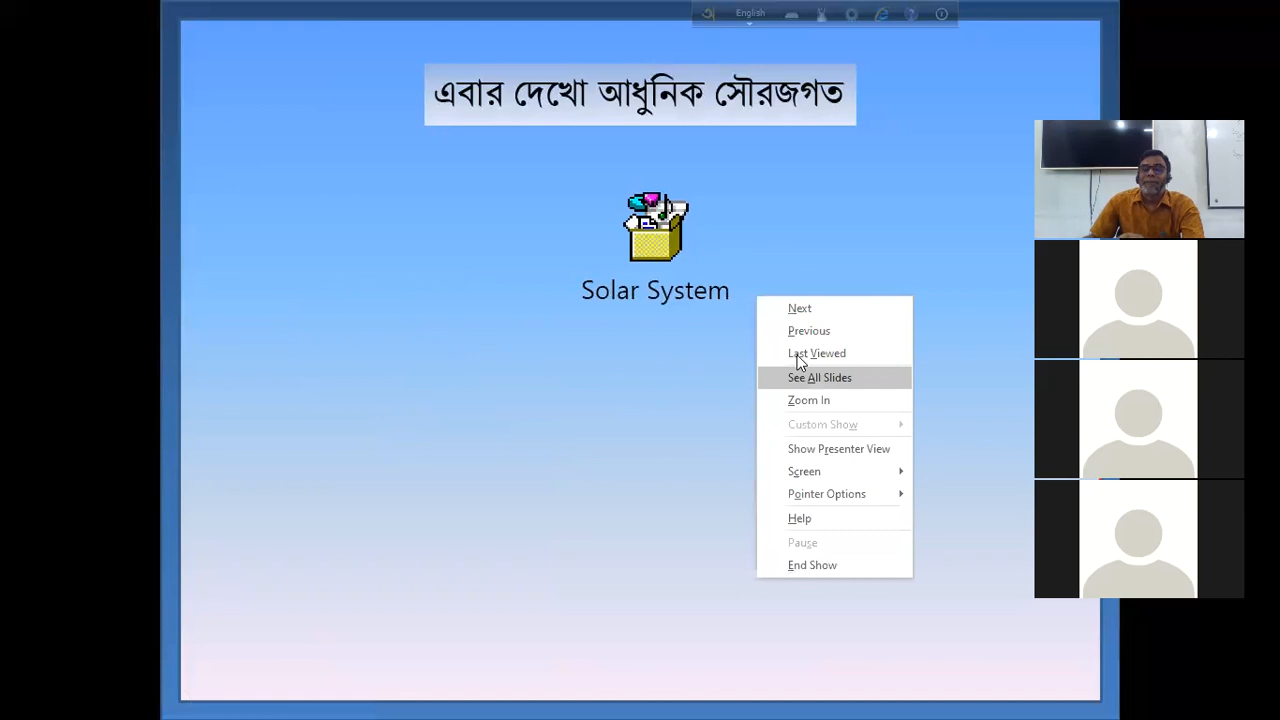 English
এবার দেখো আধুনিক সৌরজগত
Solar System
Next
Previous
Last Viewed
See All Slides
Zoom In
Custom Show
Show Presenter View
Screen
Pointer Options
Help
Pause
End Show